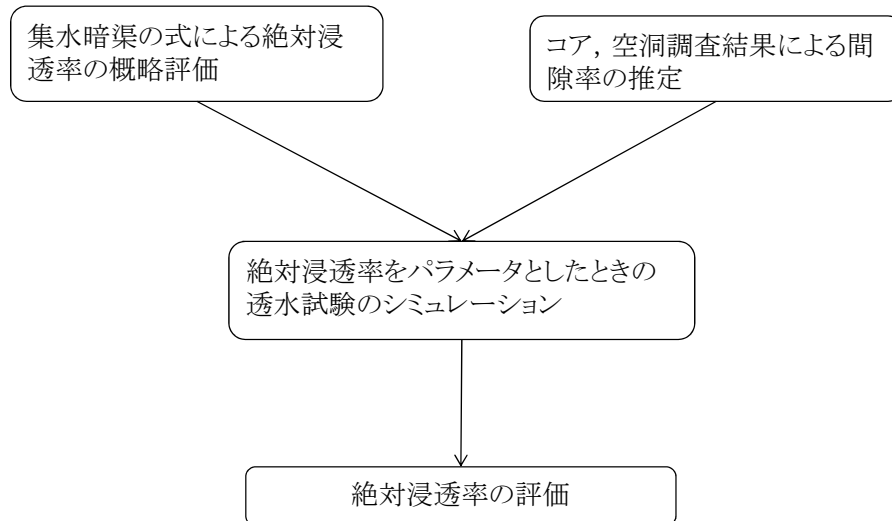 集水暗渠の式による絶対浸
透率の概略評価
コア, 空洞調査結果による間
隙率の推定
絶対浸透率をパラメータとしたときの
透水試験のシミュレーション
絶対浸透率の評価